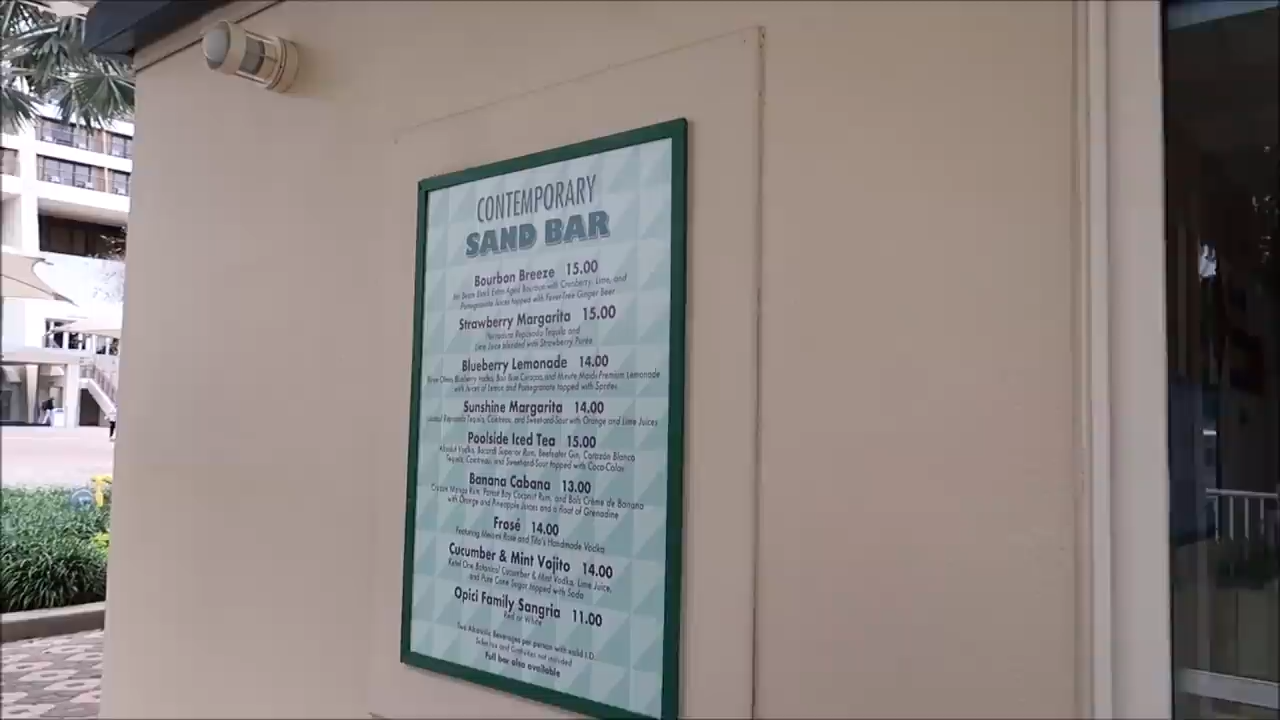 CONTEMPORARY
SAND BAR
Bourbon Breeze 15.00
Jim Beam Black Extra Aged Bourbon with Cranberry, Lime, and
Pomegranate Juices topped with Fever-Tree Ginger Beer
Strawberry Margarita 15.00
Herradura Reposado Tequila and
Lime Juice blended with Strawberry Purée
Blueberry Lemonade 14.00
Blueberry Vodka, Bols Blue Curaçao, and Minute Maid Premium Lemonade
with Juices of Lemon and Pomegranate topped with Sprite
Sunshine Margarita 14.00
Reposado Tequila, Cointreau, and Sweet-and-Sour with Orange and Lime Juices
Poolside Iced Tea 15.00
Absolut Vodka, Bacardi Superior Rum, Beefeater Gin, Corazón Blanco
Tequila, Cointreau, and Sweet-and-Sour topped with Coca-Cola
Banana Cabana 13.00
Cruzan Mango Rum, Parrot Bay Coconut Rum, and Bols Crème de Banana
with Orange and Pineapple Juices and a float of Grenadine
Frosé 14.00
Featuring Meiomi Rosé and Tito's Handmade Vodka
Cucumber & Mint Vojito 14.00
Ketel One Botanical Cucumber & Mint Vodka, Lime Juice,
and Pure Cane Sugar topped with Soda
Opici Family Sangria 11.00
Red or White
Two Alcoholic Beverages per person with valid I.D.
Sales tax and Gratuities not included
Full bar also available